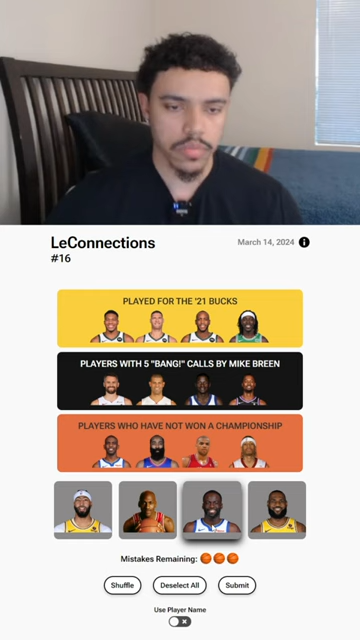 LeConnections
March 14, 2024
#16
PLAYED FOR THE '21 BUCKS
PLAYERS WITH 5 "BANG!" CALLS BY MIKE BREEN
PLAYERS WHO HAVE NOT WON A CHAMPIONSHIP
Mistakes Remaining:
Shuffle
Deselect All
Submit
Use Player Name